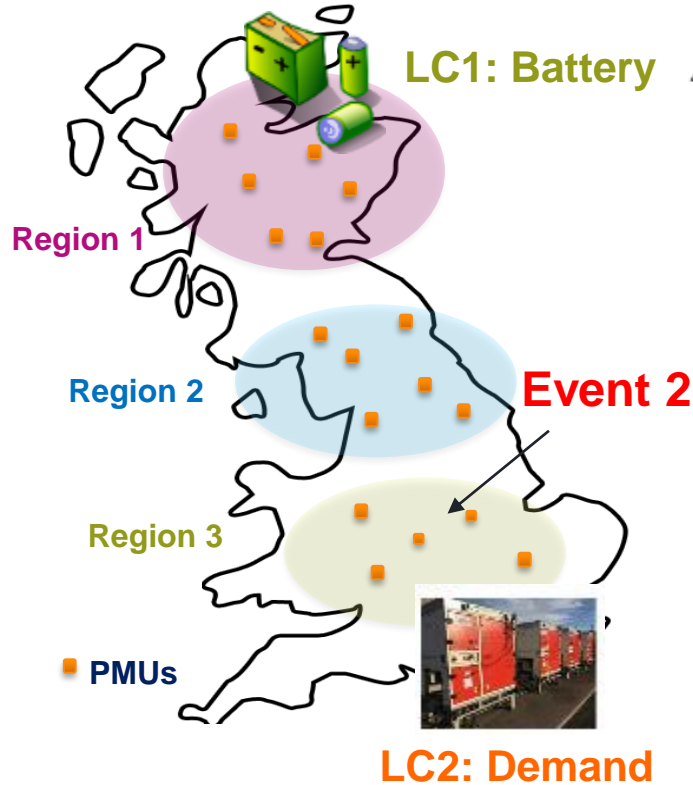 LC1: Battery
Region 1
Region 2
Event 2
Region 3
PMUs
LC2: Demand